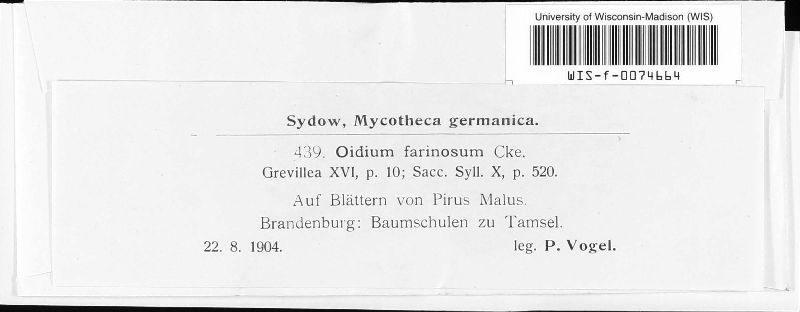 University of Wisconsin-Madison (WIS)
WIS-f-0074664
Sydow, Mycotheca germanica.
439. Oidium farinosum Cke.
Grevillea XVI, p. 10; Sacc. Syll. X, p. 520.
Auf Blättern von Pirus Malus.
Brandenburg: Baumschulen zu Tamsel.
22. 8. 1904. leg. P. Vogel.